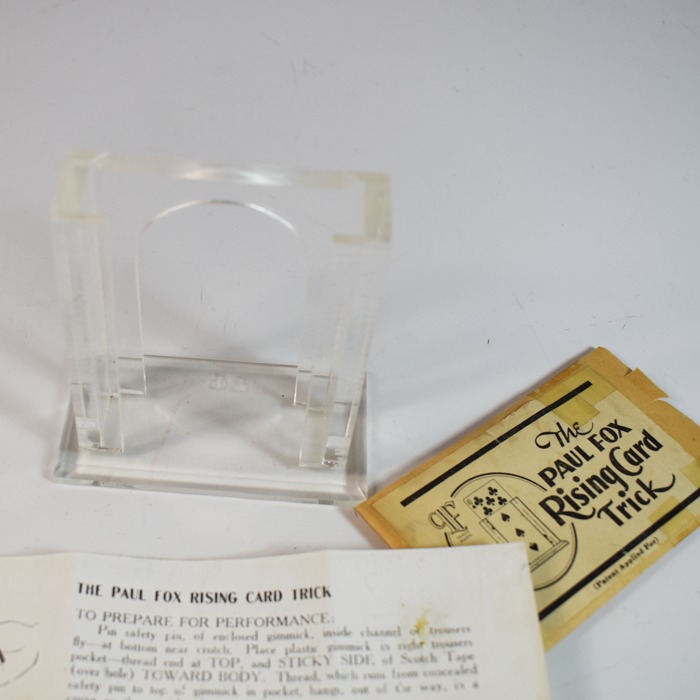 The
PAUL FOX
Rising Card
Trick
(Patent Applied For)
PF
THE PAUL FOX RISING CARD TRICK
TO PREPARE FOR PERFORMANCE:
Pin safety pin, of enclosed gimmick, inside channel of trousers
fly—at bottom near crotch. Place plastic gimmick in right trousers
pocket—thread end at TOP, and STICKY SIDE of Scotch Tape
(over hole) TOWARD BODY. Thread, which runs from concealed
safety pin to top of gimmick in pocket, hangs, out of the way, in a